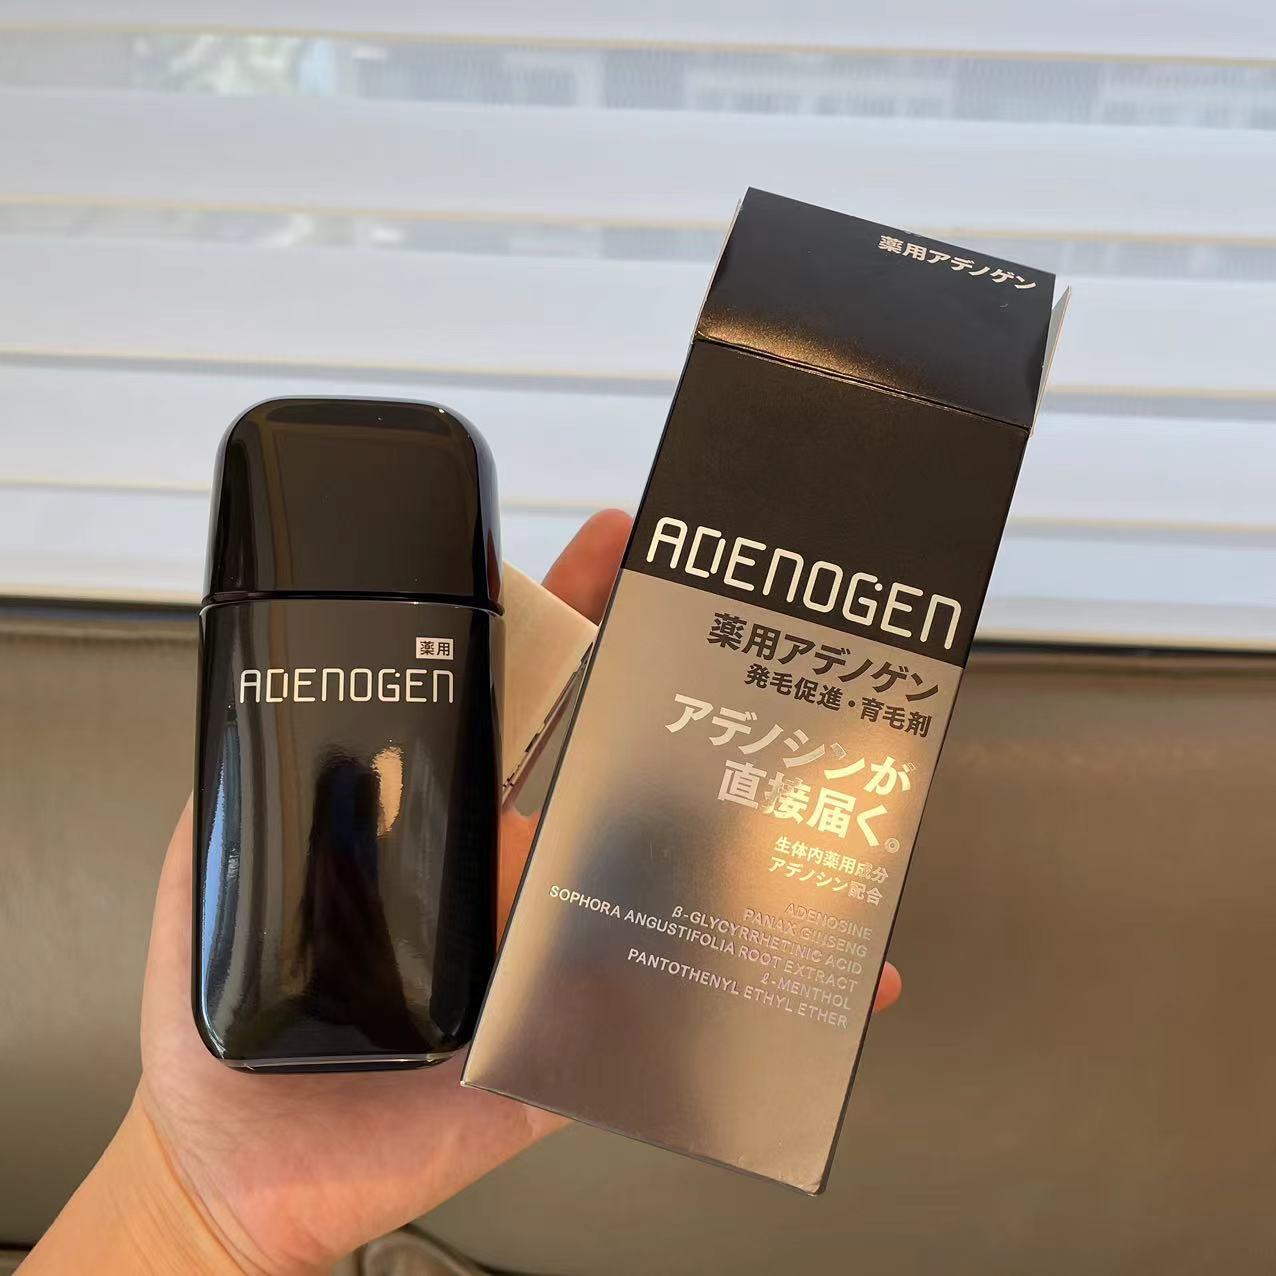 薬用
ADENOGEN
薬用アデノゲン
ADENOGEN
薬用アデノゲン
発毛促進・育毛剤
アデノシンが
直接届く。
生体内薬用成分
アデノシン配合
ADENOSINE
PANAX GINSENG
β-GLYCYRRHETINIC ACID
SOPHORA ANGUSTIFOLIA ROOT EXTRACT
ℓ-MENTHOL
PANTOTHENYL ETHYL ETHER